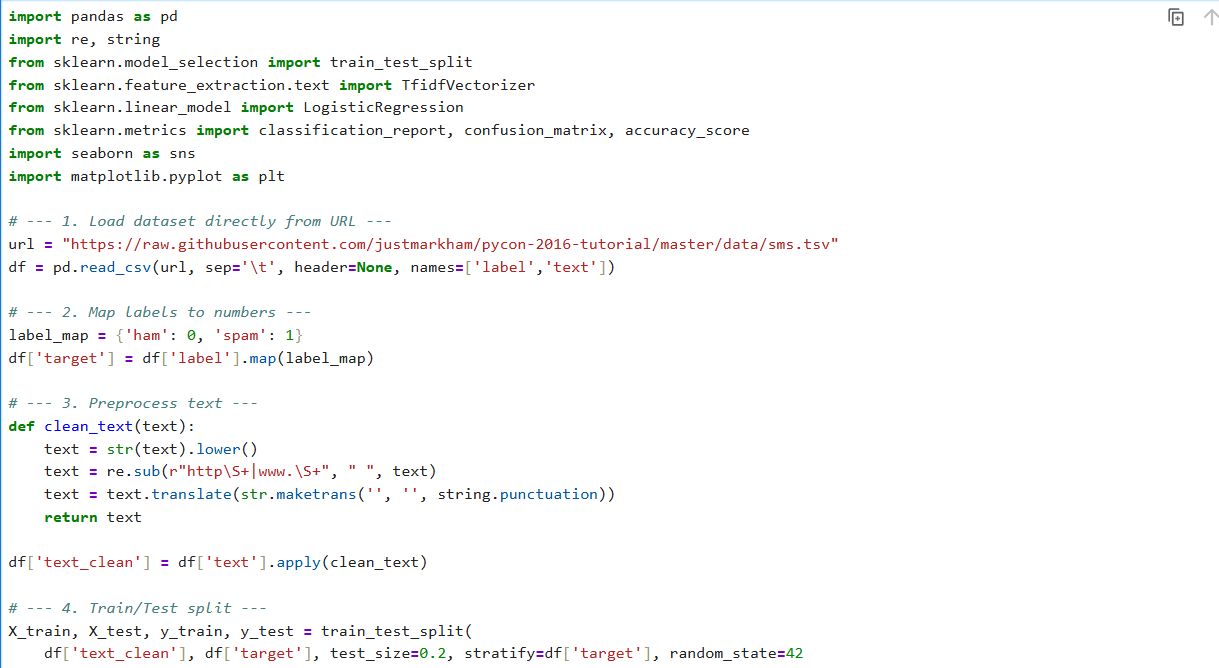 import pandas as pd
import re, string
from sklearn.model_selection import train_test_split
from sklearn.feature_extraction.text import TfidfVectorizer
from sklearn.linear_model import LogisticRegression
from sklearn.metrics import classification_report, confusion_matrix, accuracy_score
import seaborn as sns
import matplotlib.pyplot as plt

# --- 1. Load dataset directly from URL ---
url = "https://raw.githubusercontent.com/justmarkham/pycon-2016-tutorial/master/data/sms.tsv"
df = pd.read_csv(url, sep='\t', header=None, names=['label','text'])

# --- 2. Map labels to numbers ---
label_map = {'ham': 0, 'spam': 1}
df['target'] = df['label'].map(label_map)

# --- 3. Preprocess text ---
def clean_text(text):
    text = str(text).lower()
    text = re.sub(r"http\S+|www.\S+", " ", text)
    text = text.translate(str.maketrans('', '', string.punctuation))
    return text

df['text_clean'] = df['text'].apply(clean_text)

# --- 4. Train/Test split ---
X_train, X_test, y_train, y_test = train_test_split(
    df['text_clean'], df['target'], test_size=0.2, stratify=df['target'], random_state=42